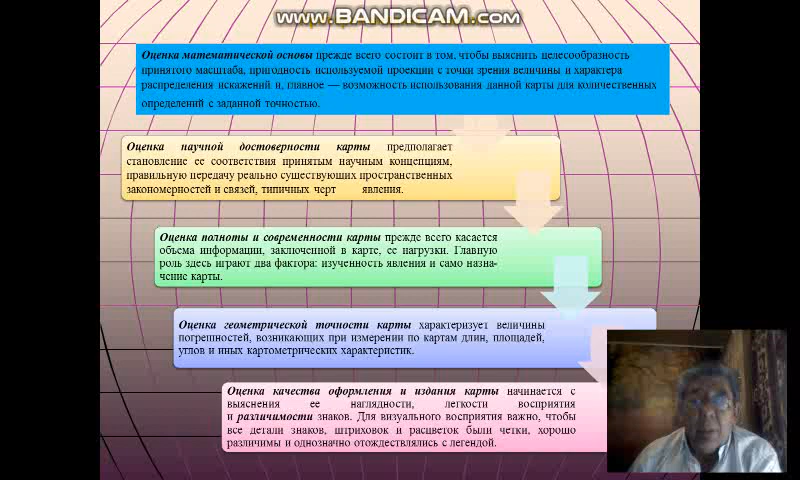 WWW.BANDICAM.COM
Оценка математической основы прежде всего состоит в том, чтобы выяснить целесообразность
принятого масштаба, пригодность используемой проекции с точки зрения величины и характера
распределения искажений и, главное — возможность использования данной карты для количественных
определений с заданной точностью.
Оценка научной достоверности карты предполагает
становление ее соответствия принятым научным концепциям,
правильную передачу реально существующих пространственных
закономерностей и связей, типичных черт явления.
Оценка полноты и современности карты прежде всего касается
объема информации, заключенной в карте, ее нагрузки. Главную
роль здесь играют два фактора: изученность явления и само назна-
чение карты.
Оценка геометрической точности карты характеризует величины
погрешностей, возникающих при измерении по картам длин, площадей,
углов и иных картометрических характеристик.
Оценка качества оформления и издания карты начинается с
выяснения ее наглядности, легкости восприятия
и различимости знаков. Для визуального восприятия важно, чтобы
все детали знаков, штриховок и расцветок были четки, хорошо
различимы и однозначно отождествлялись с легендой.